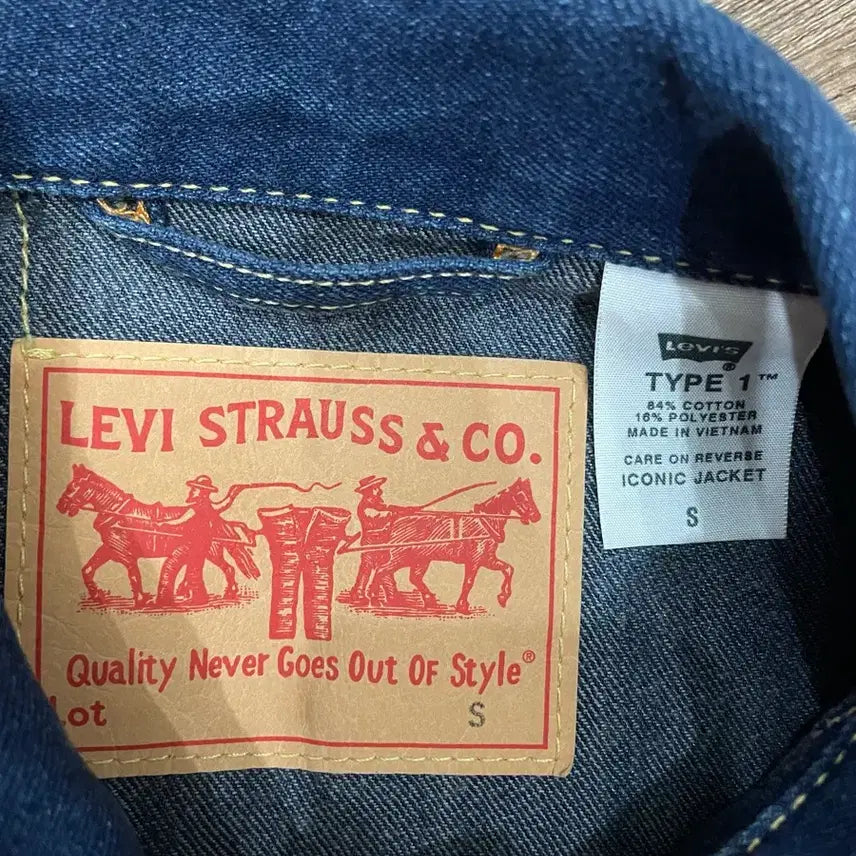 LEVI STRAUSS & CO.
Quality Never Goes Out Of Style®
Lot
S
Levi's®
TYPE 1™
84% COTTON
16% POLYESTER
MADE IN VIETNAM
CARE ON REVERSE
ICONIC JACKET
S